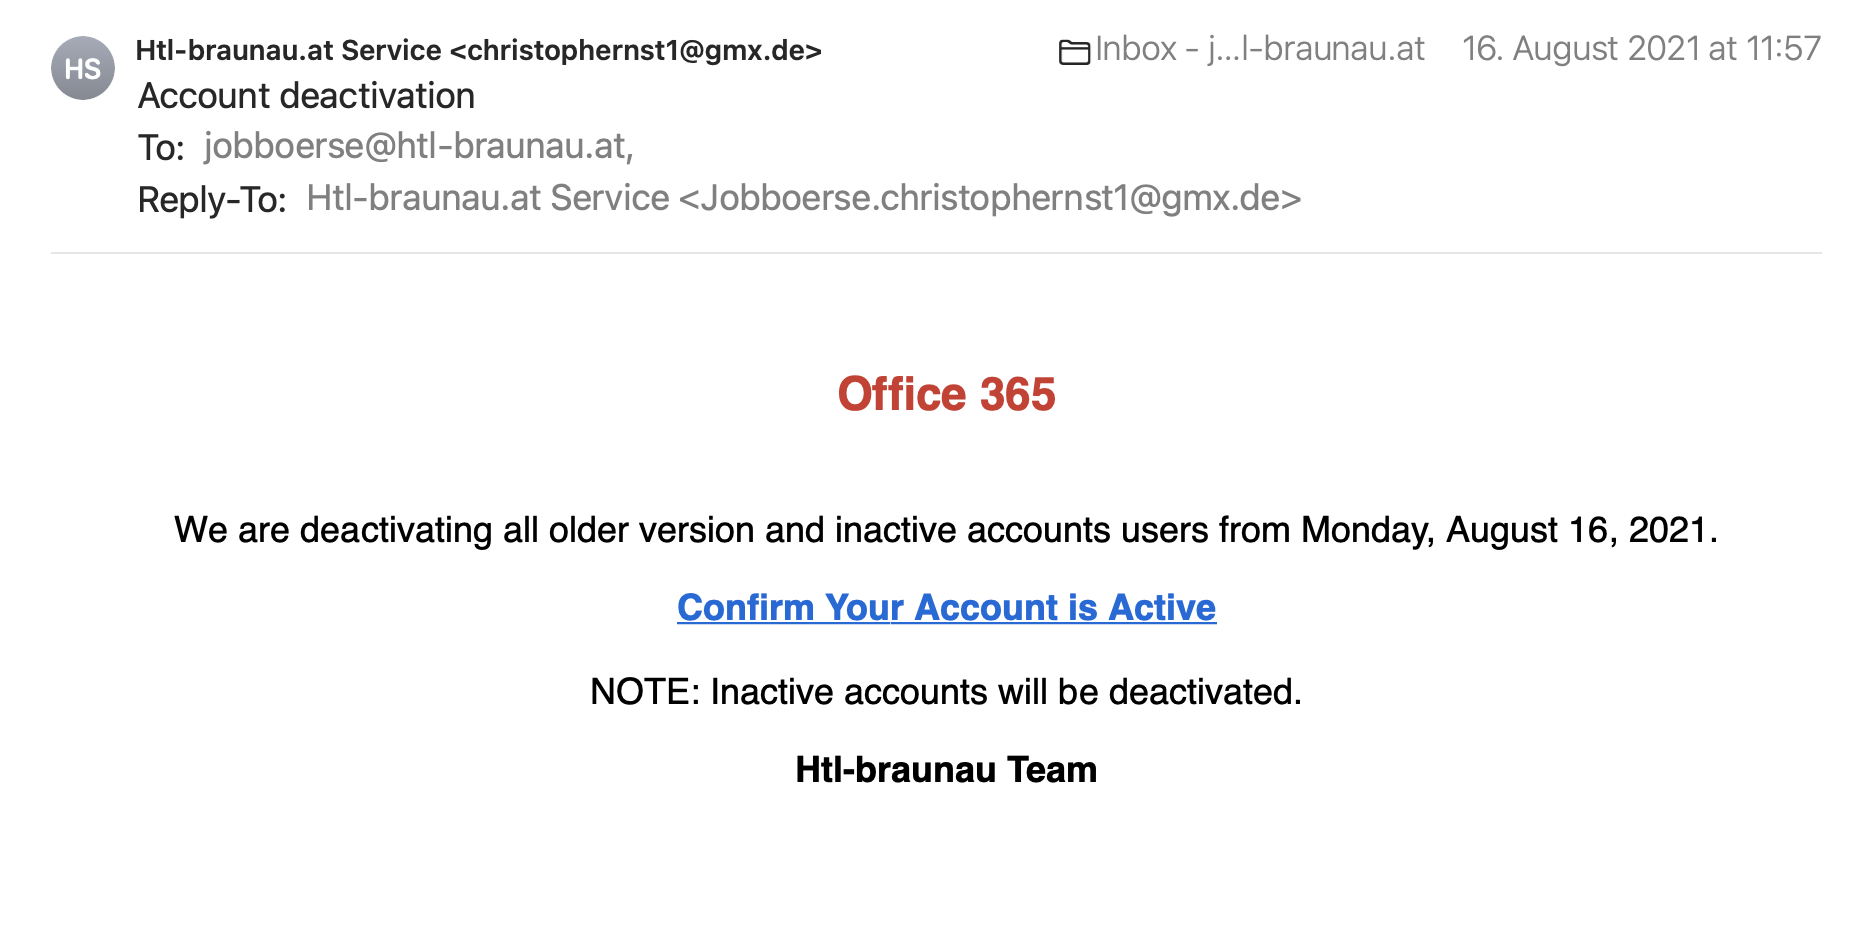 HS
Htl-braunau.at Service <christophernst1@gmx.de>
Inbox - j...l-braunau.at 16. August 2021 at 11:57
Account deactivation
To: jobboerse@htl-braunau.at,
Reply-To: Htl-braunau.at Service <Jobboerse.christophernst1@gmx.de>
Office 365
We are deactivating all older version and inactive accounts users from Monday, August 16, 2021.
Confirm Your Account is Active
NOTE: Inactive accounts will be deactivated.
Htl-braunau Team